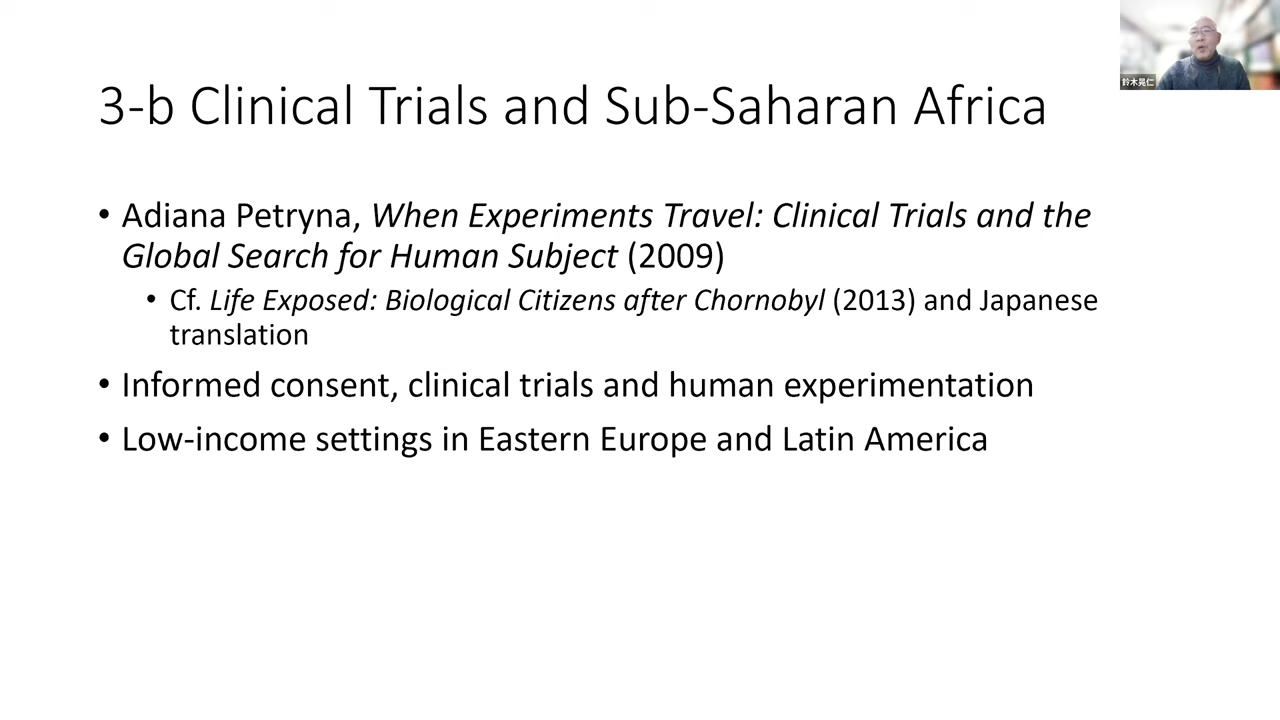 3-b Clinical Trials and Sub-Saharan Africa
鈴木晃仁
• Adiana Petryna, When Experiments Travel: Clinical Trials and the
Global Search for Human Subject (2009)
• Cf. Life Exposed: Biological Citizens after Chornobyl (2013) and Japanese
translation
• Informed consent, clinical trials and human experimentation
• Low-income settings in Eastern Europe and Latin America